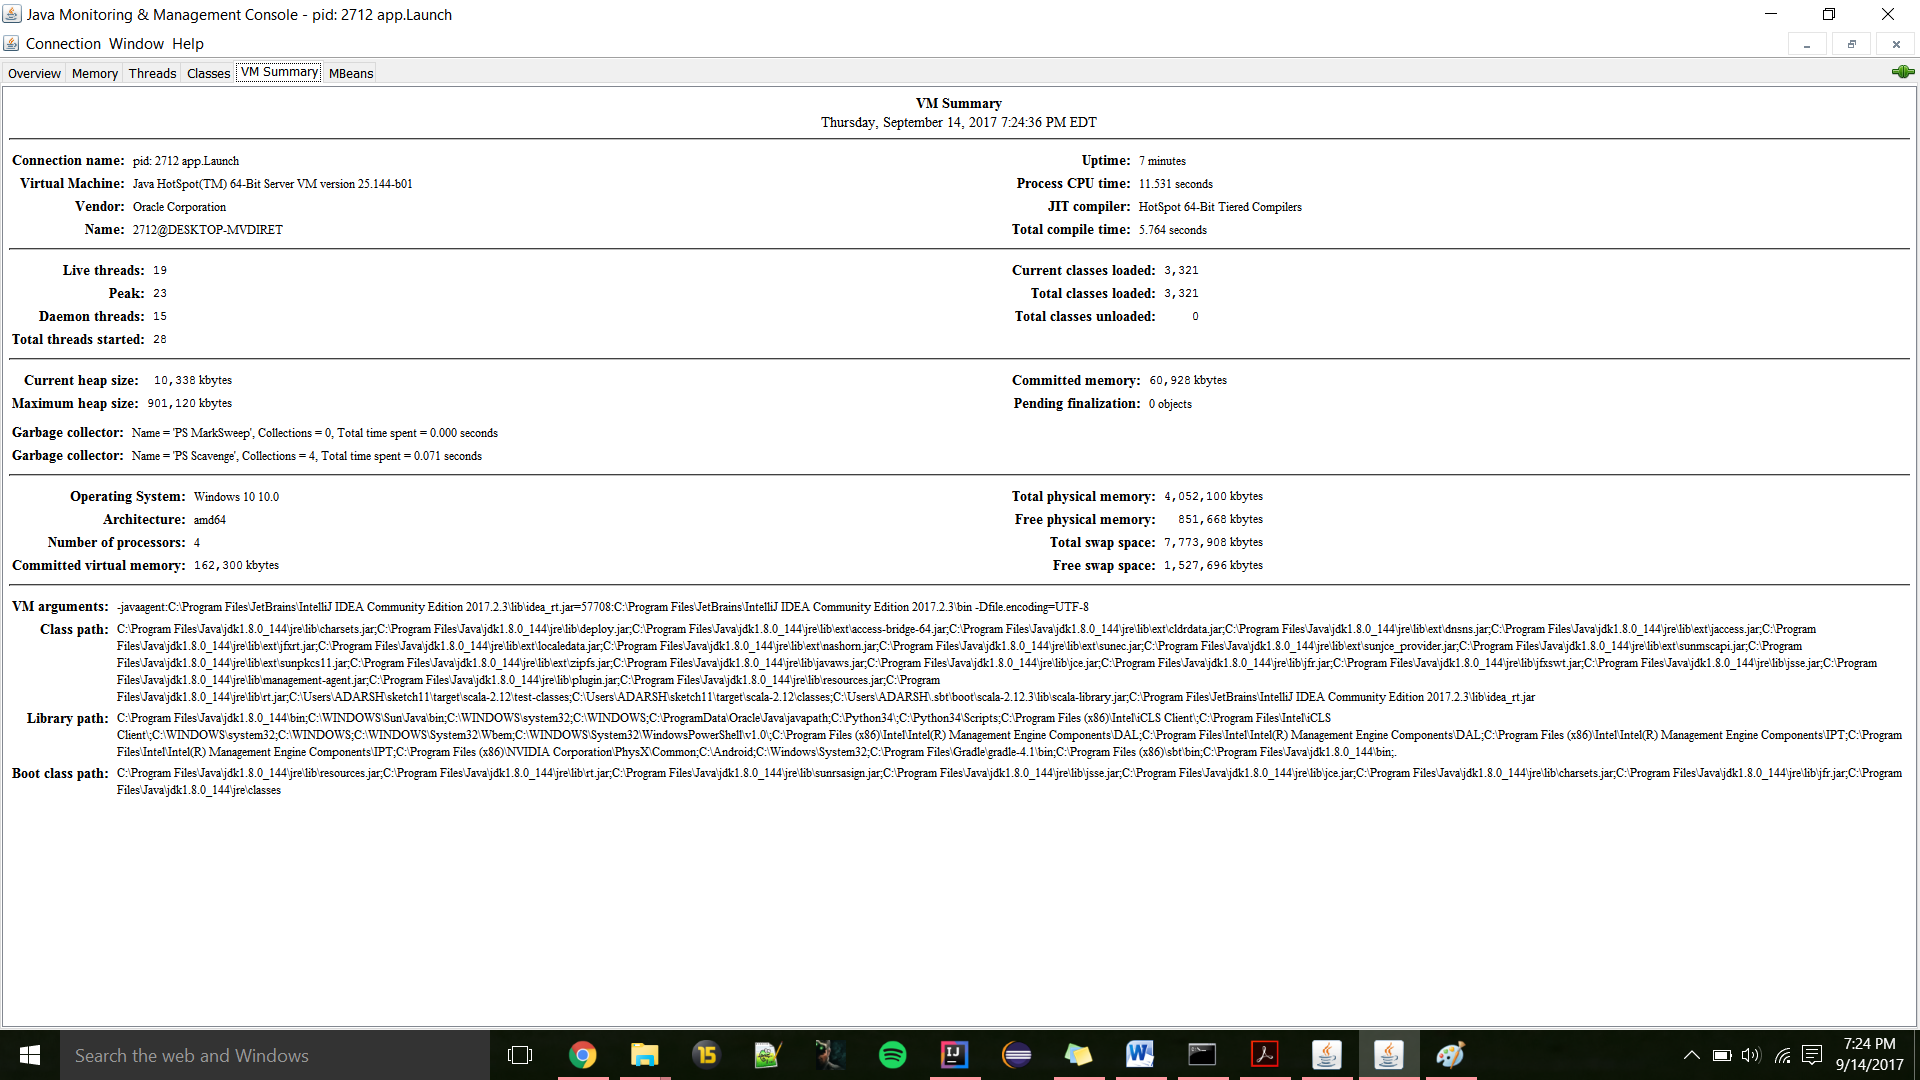 Java Monitoring & Management Console - pid: 2712 app.Launch
Connection Window Help
Overview Memory Threads Classes VM Summary MBeans
VM Summary
Thursday, September 14, 2017 7:24:36 PM EDT
Connection name: pid: 2712 app.Launch
Virtual Machine: Java HotSpot(TM) 64-Bit Server VM version 25.144-b01
Vendor: Oracle Corporation
Name: 2712@DESKTOP-MVDIRET
Uptime: 7 minutes
Process CPU time: 11.531 seconds
JIT compiler: HotSpot 64-Bit Tiered Compilers
Total compile time: 5.764 seconds
Live threads: 19
Peak: 23
Daemon threads: 15
Total threads started: 28
Current classes loaded: 3,321
Total classes loaded: 3,321
Total classes unloaded: 0
Current heap size: 10,338 kbytes
Maximum heap size: 901,120 kbytes
Committed memory: 60,928 kbytes
Pending finalization: 0 objects
Garbage collector: Name = 'PS MarkSweep', Collections = 0, Total time spent = 0.000 seconds
Garbage collector: Name = 'PS Scavenge', Collections = 4, Total time spent = 0.071 seconds
Operating System: Windows 10 10.0
Architecture: amd64
Number of processors: 4
Committed virtual memory: 162,300 kbytes
Total physical memory: 4,052,100 kbytes
Free physical memory: 851,668 kbytes
Total swap space: 7,773,908 kbytes
Free swap space: 1,527,696 kbytes
VM arguments: -javaagent:C:\Program Files\JetBrains\IntelliJ IDEA Community Edition 2017.2.3\lib\idea_rt.jar=57708:C:\Program Files\JetBrains\IntelliJ IDEA Community Edition 2017.2.3\bin -Dfile.encoding=UTF-8
Class path: C:\Program Files\Java\jdk1.8.0_144\jre\lib\charsets.jar;C:\Program Files\Java\jdk1.8.0_144\jre\lib\deploy.jar;C:\Program Files\Java\jdk1.8.0_144\jre\lib\ext\access-bridge-64.jar;C:\Program Files\Java\jdk1.8.0_144\jre\lib\ext\cldrdata.jar;C:\Program Files\Java\jdk1.8.0_144\jre\lib\ext\dnsns.jar;C:\Program Files\Java\jdk1.8.0_144\jre\lib\ext\jaccess.jar;C:\Program
Files\Java\jdk1.8.0_144\jre\lib\ext\jfxrt.jar;C:\Program Files\Java\jdk1.8.0_144\jre\lib\ext\localedata.jar;C:\Program Files\Java\jdk1.8.0_144\jre\lib\ext\nashorn.jar;C:\Program Files\Java\jdk1.8.0_144\jre\lib\ext\sunec.jar;C:\Program Files\Java\jdk1.8.0_144\jre\lib\ext\sunjce_provider.jar;C:\Program Files\Java\jdk1.8.0_144\jre\lib\ext\sunmscapi.jar;C:\Program
Files\Java\jdk1.8.0_144\jre\lib\ext\sunpkcs11.jar;C:\Program Files\Java\jdk1.8.0_144\jre\lib\ext\zipfs.jar;C:\Program Files\Java\jdk1.8.0_144\jre\lib\javaws.jar;C:\Program Files\Java\jdk1.8.0_144\jre\lib\jce.jar;C:\Program Files\Java\jdk1.8.0_144\jre\lib\jfr.jar;C:\Program Files\Java\jdk1.8.0_144\jre\lib\jfxswt.jar;C:\Program Files\Java\jdk1.8.0_144\jre\lib\jsse.jar;C:\Program
Files\Java\jdk1.8.0_144\jre\lib\management-agent.jar;C:\Program Files\Java\jdk1.8.0_144\jre\lib\plugin.jar;C:\Program Files\Java\jdk1.8.0_144\jre\lib\resources.jar;C:\Program
Files\Java\jdk1.8.0_144\jre\lib\rt.jar;C:\Users\ADARSH\sketch11\target\scala-2.12\test-classes;C:\Users\ADARSH\sketch11\target\scala-2.12\classes;C:\Users\ADARSH\.sbt\boot\scala-2.12.3\lib\scala-library.jar;C:\Program Files\JetBrains\IntelliJ IDEA Community Edition 2017.2.3\lib\idea_rt.jar
Library path: C:\Program Files\Java\jdk1.8.0_144\bin;C:\WINDOWS\Sun\Java\bin;C:\WINDOWS\system32;C:\WINDOWS;C:\ProgramData\Oracle\Java\javapath;C:\Python34\;C:\Python34\Scripts;C:\Program Files (x86)\Intel\iCLS Client\;C:\Program Files\Intel\iCLS
Client\;C:\WINDOWS\system32;C:\WINDOWS;C:\WINDOWS\System32\Wbem;C:\WINDOWS\System32\WindowsPowerShell\v1.0\;C:\Program Files (x86)\Intel\Intel(R) Management Engine Components\DAL;C:\Program Files\Intel\Intel(R) Management Engine Components\DAL;C:\Program Files (x86)\Intel\Intel(R) Management Engine Components\IPT;C:\Program
Files\Intel\Intel(R) Management Engine Components\IPT;C:\Program Files (x86)\NVIDIA Corporation\PhysX\Common;C:\Android;C:\Windows\System32;C:\Program Files\Gradle\gradle-4.1\bin;C:\Program Files (x86)\sbt\bin;C:\Program Files\Java\jdk1.8.0_144\bin;.
Boot class path: C:\Program Files\Java\jdk1.8.0_144\jre\lib\resources.jar;C:\Program Files\Java\jdk1.8.0_144\jre\lib\rt.jar;C:\Program Files\Java\jdk1.8.0_144\jre\lib\sunrsasign.jar;C:\Program Files\Java\jdk1.8.0_144\jre\lib\jsse.jar;C:\Program Files\Java\jdk1.8.0_144\jre\lib\jce.jar;C:\Program Files\Java\jdk1.8.0_144\jre\lib\charsets.jar;C:\Program Files\Java\jdk1.8.0_144\jre\lib\jfr.jar;C:\Program
Files\Java\jdk1.8.0_144\jre\classes
Search the web and Windows
15
IJ
W
7:24 PM
9/14/2017